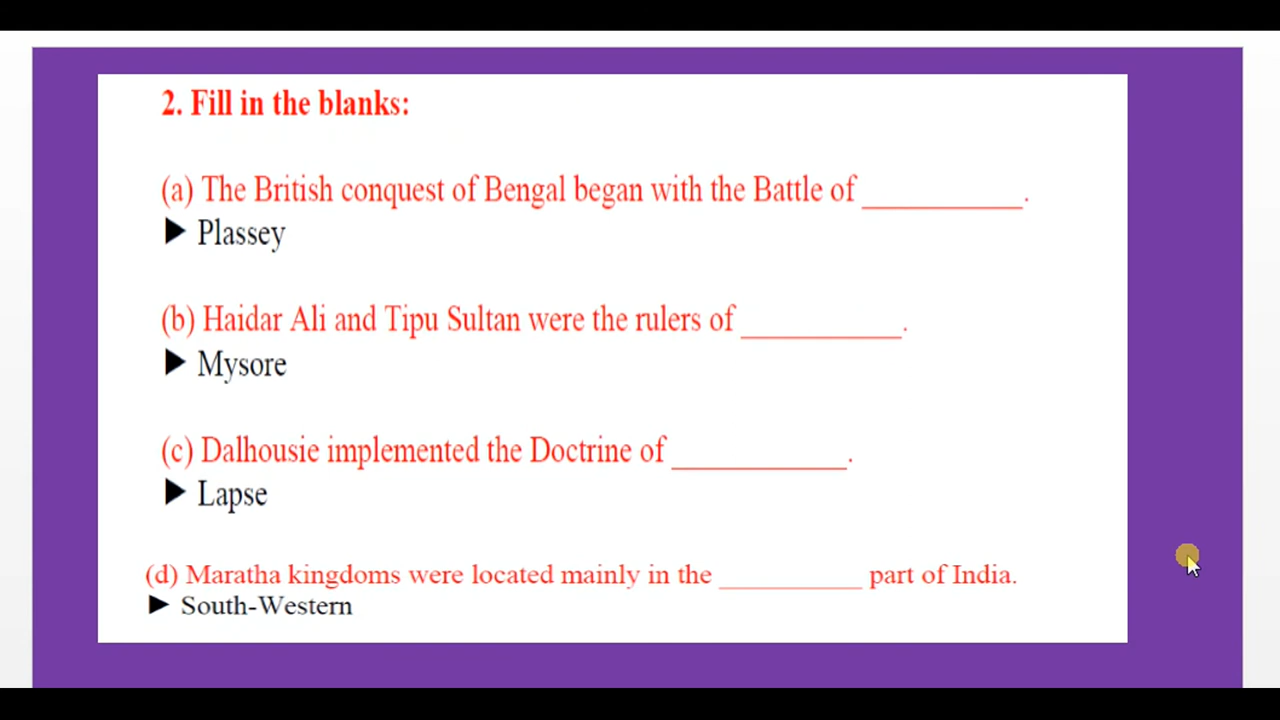 2. Fill in the blanks:
(a) The British conquest of Bengal began with the Battle of ____________.
▶ Plassey
(b) Haidar Ali and Tipu Sultan were the rulers of ____________.
▶ Mysore
(c) Dalhousie implemented the Doctrine of _____________.
▶ Lapse
(d) Maratha kingdoms were located mainly in the ___________ part of India.
▶ South-Western